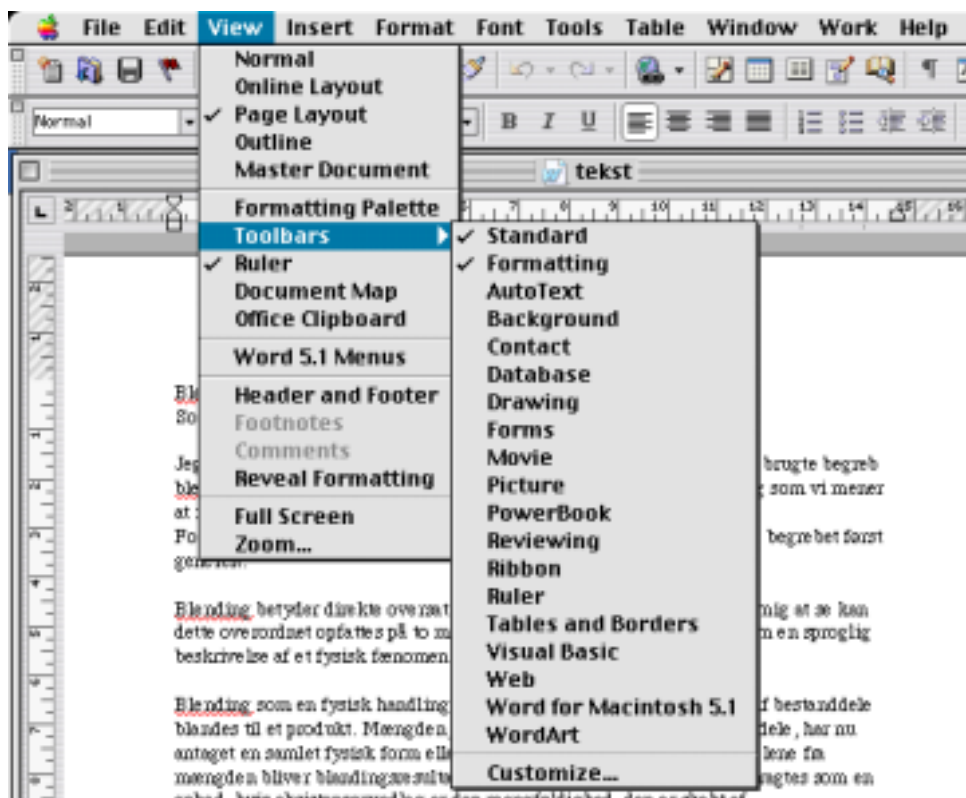 File Edit View Insert Format Font Tools Table Window Work Help
Normal
Normal
Online Layout
Page Layout
Outline
Master Document
Formatting Palette
Toolbars
Ruler
Document Map
Office Clipboard
Word 5.1 Menus
Header and Footer
Footnotes
Comments
Reveal Formatting
Full Screen
Zoom...
B I U
tekst
Standard
Formatting
AutoText
Background
Contact
Database
Drawing
Forms
Movie
Picture
PowerBook
Reviewing
Ribbon
Ruler
Tables and Borders
Visual Basic
Web
Word for Macintosh 5.1
WordArt
Customize...
brugte begreb
som vi mener
at
begrebet først
Blending betyder direkte mig at se kan
dette overordnet opfattes på to en sproglig
beskrivelse af et fysisk fænomen
Blending som en fysisk handling bestanddele
blandes til et produkt. Mængden har nu
antaget en samlet fysisk form
mængden bliver som en